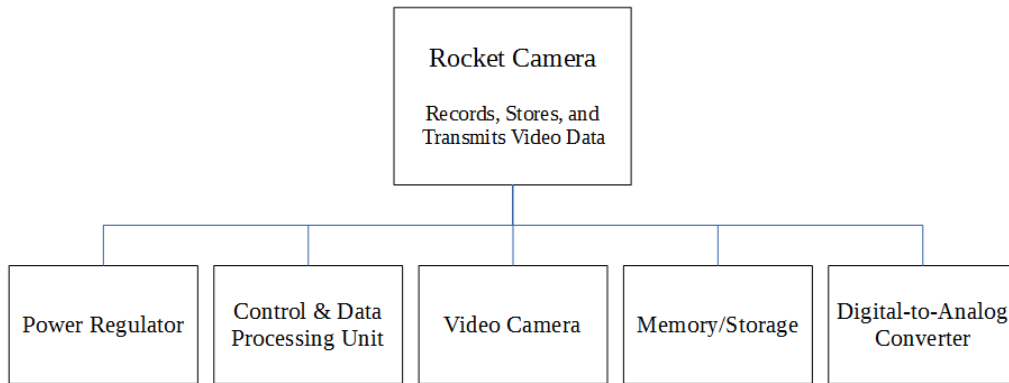 Rocket Camera
Records, Stores, and
Transmits Video Data
Power Regulator
Control & Data
Processing Unit
Video Camera
Memory/Storage
Digital-to-Analog
Converter